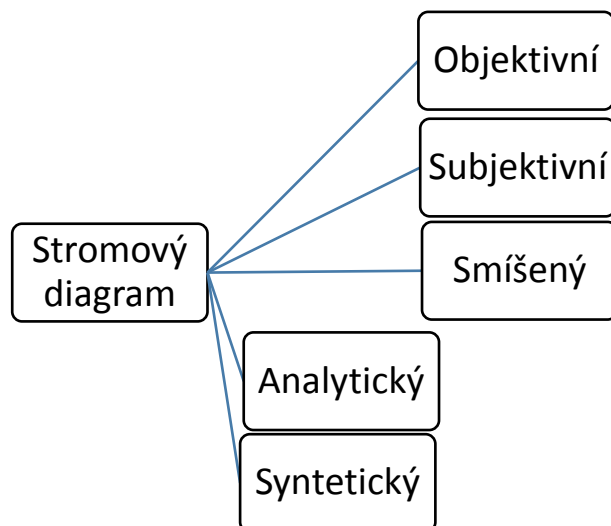 Objektivní
Subjektivní
Stromový
diagram
Smíšený
Analytický
Syntetický